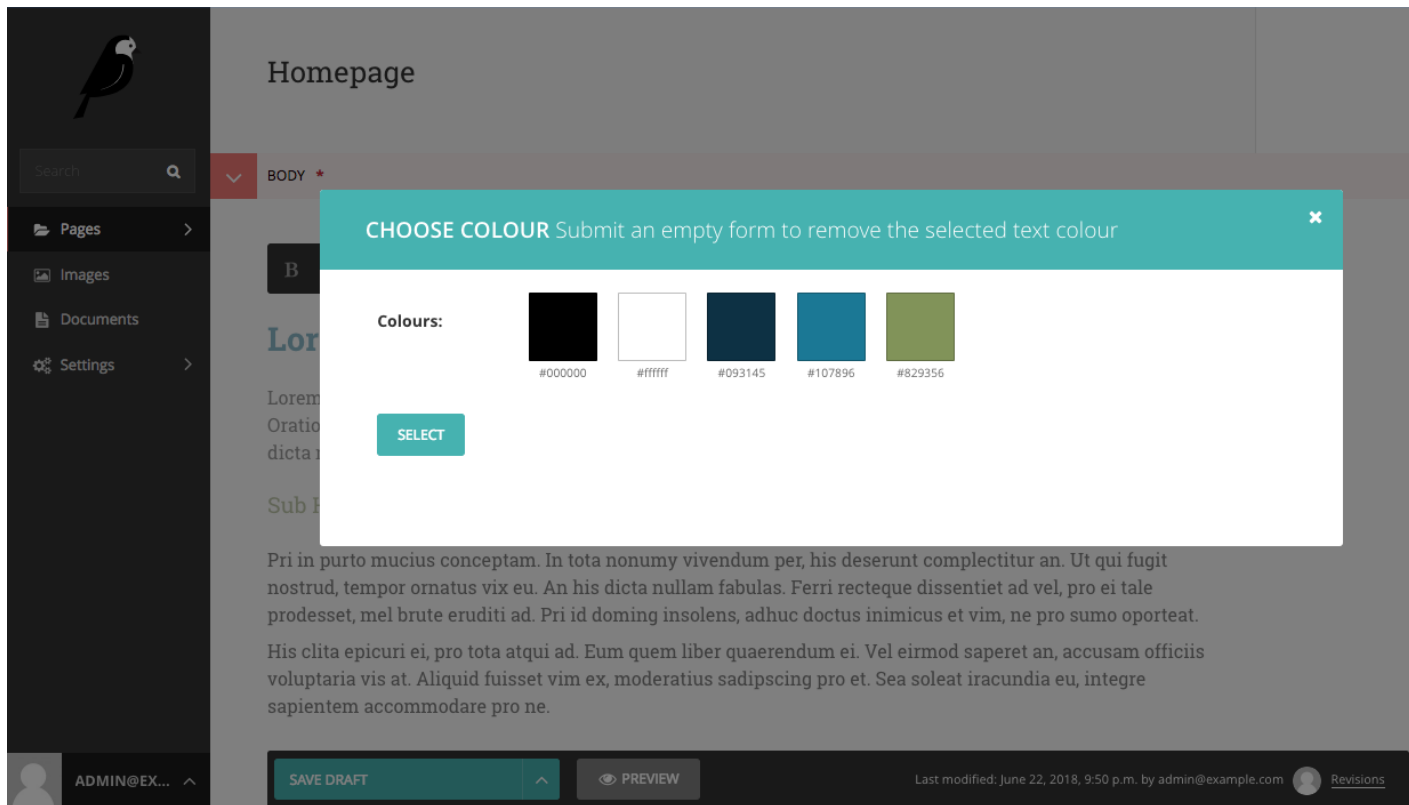 Homepage
Search
BODY *
Pages
Images
Documents
Settings
CHOOSE COLOUR Submit an empty form to remove the selected text colour
Colours:
#000000 #ffffff #093145 #107896 #829356
SELECT
B
Lor
Lorem
Oratio
dicta
Sub
Pri in purto mucius conceptam. In tota nonumy vivendum per, his deserunt complectitur an. Ut qui fugit
nostrud, tempor ornatus vix eu. An his dicta nullam fabulas. Ferri recteque dissentiet ad vel, pro ei tale
prodesset, mel brute eruditi ad. Pri id doming insolens, adhuc doctus inimicus et vim, ne pro sumo oporteat.
His clita epicuri ei, pro tota atqui ad. Eum quem liber quaerendum ei. Vel eirmod saperet an, accusam officiis
voluptaria vis at. Aliquid fuisset vim ex, moderatius sadipscing pro et. Sea soleat iracundia eu, integre
sapientem accommodare pro ne.
ADMIN@EX...
SAVE DRAFT
PREVIEW
Last modified: June 22, 2018, 9:50 p.m. by admin@example.com
Revisions